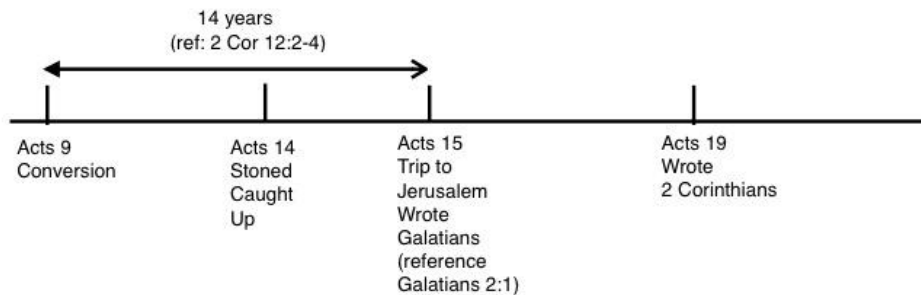 14 years
(ref: 2 Cor 12:2-4)
Acts 9
Conversion
Acts 14
Stoned
Caught
Up
Acts 15
Trip to
Jerusalem
Wrote
Galatians
(reference
Galatians 2:1)
Acts 19
Wrote
2 Corinthians